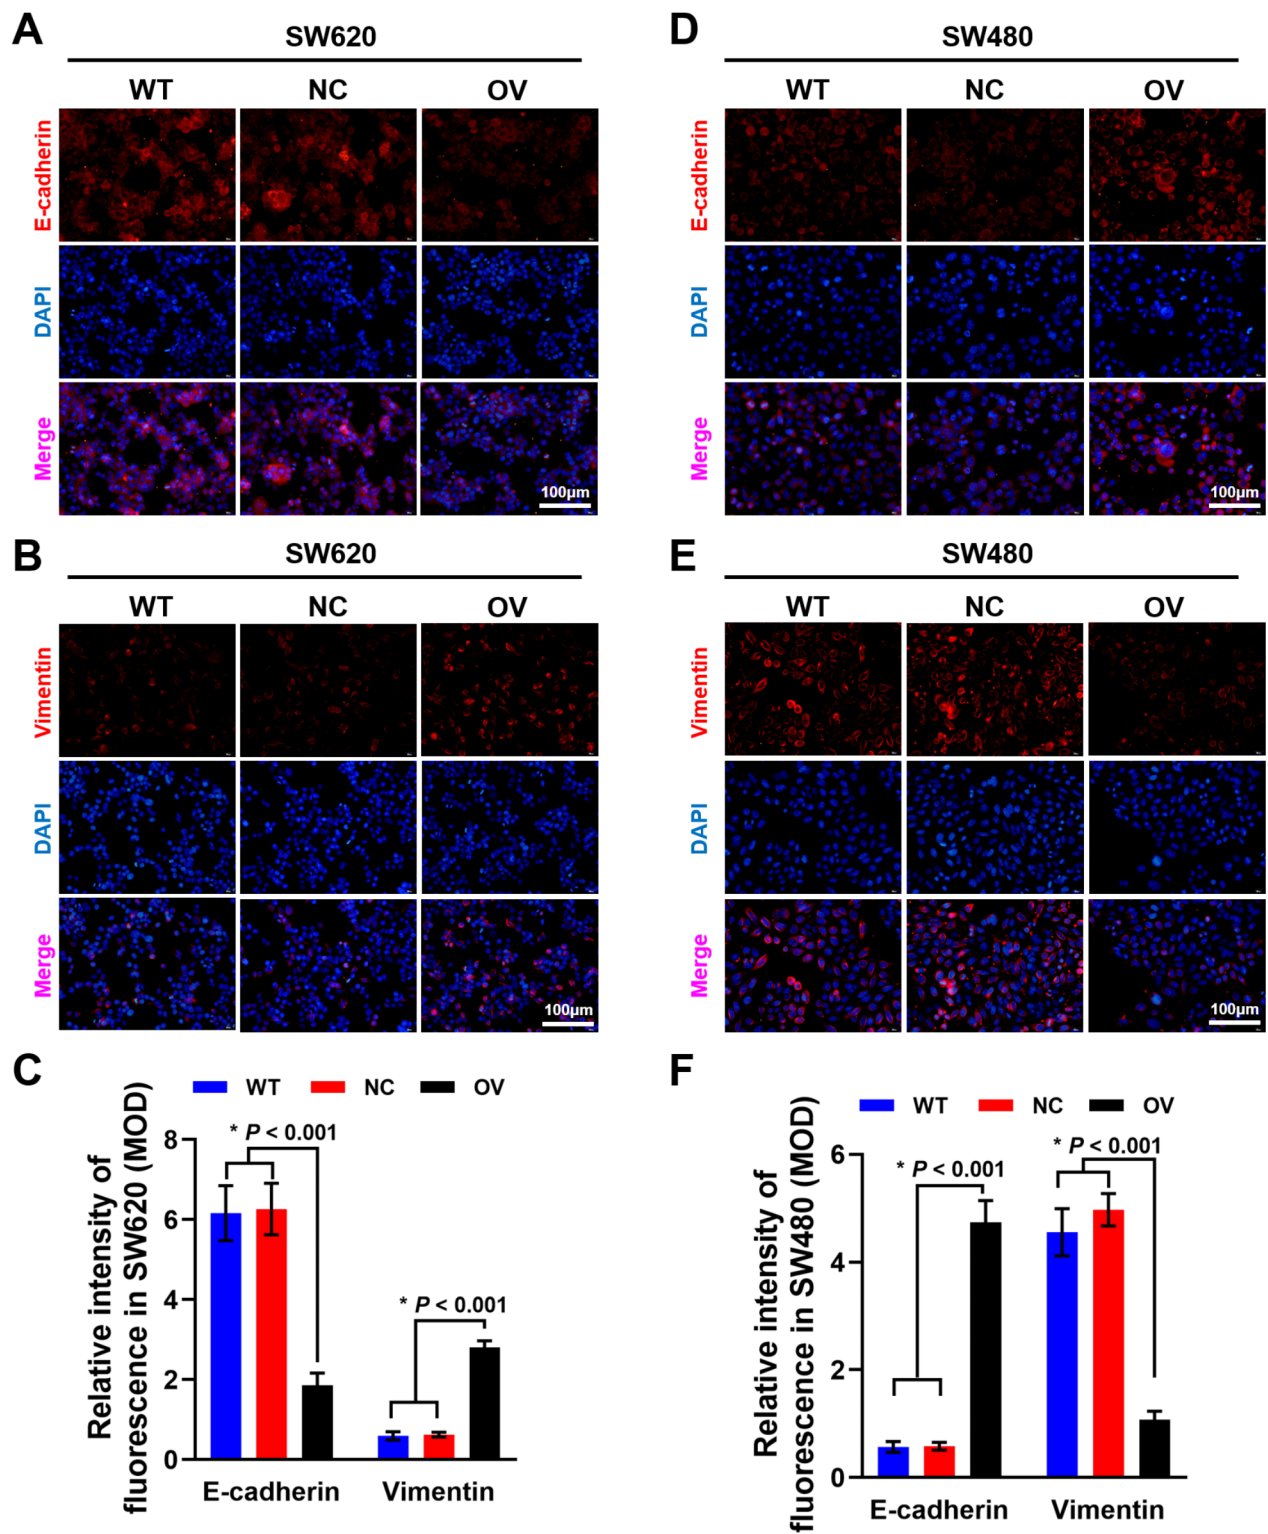 A
SW620
WT NC OV
E-cadherin
DAPI
Merge
100μm
D
SW480
WT NC OV
E-cadherin
DAPI
Merge
100μm
B
SW620
WT NC OV
Vimentin
DAPI
Merge
100μm
E
SW480
WT NC OV
Vimentin
DAPI
Merge
100μm
C
WT NC OV
Relative intensity of
fluorescence in SW620 (MOD)
8
6
4
2
0
* P < 0.001
* P < 0.001
E-cadherin Vimentin
F
WT NC OV
Relative intensity of
fluorescence in SW480 (MOD)
6
4
2
0
* P < 0.001
* P < 0.001
E-cadherin Vimentin